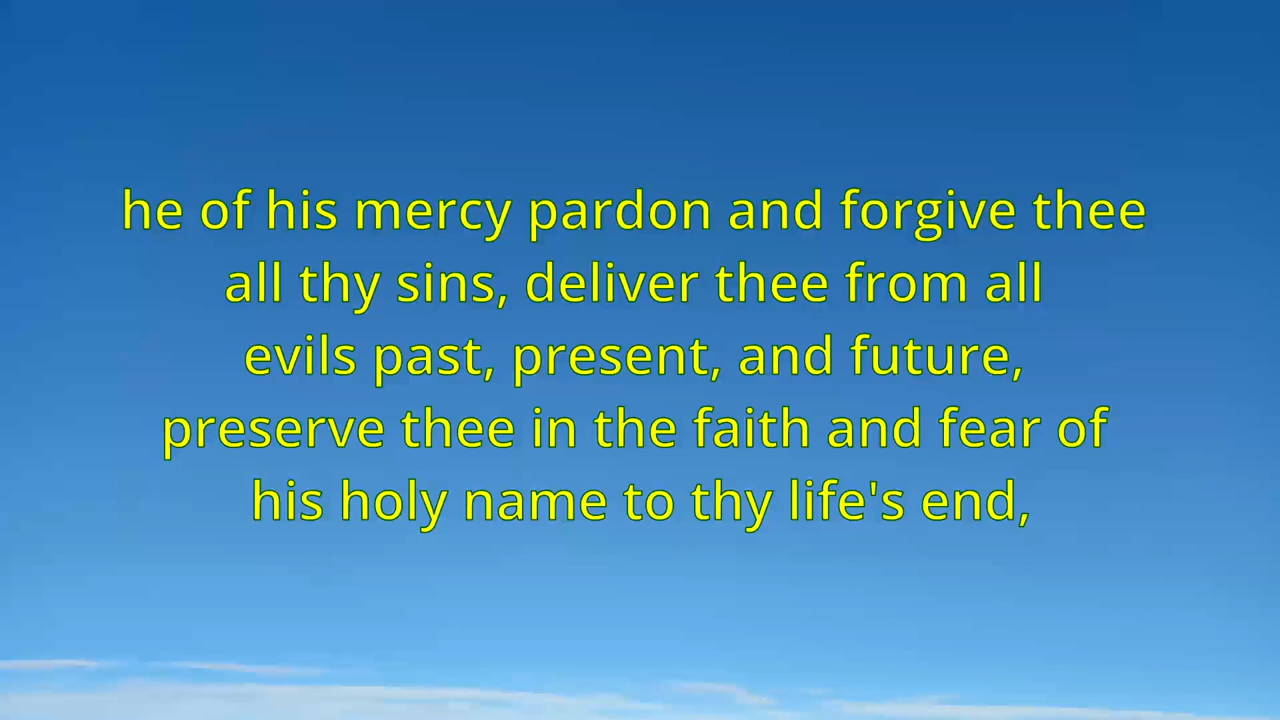 he of his mercy pardon and forgive thee
all thy sins, deliver thee from all
evils past, present, and future,
preserve thee in the faith and fear of
his holy name to thy life's end,